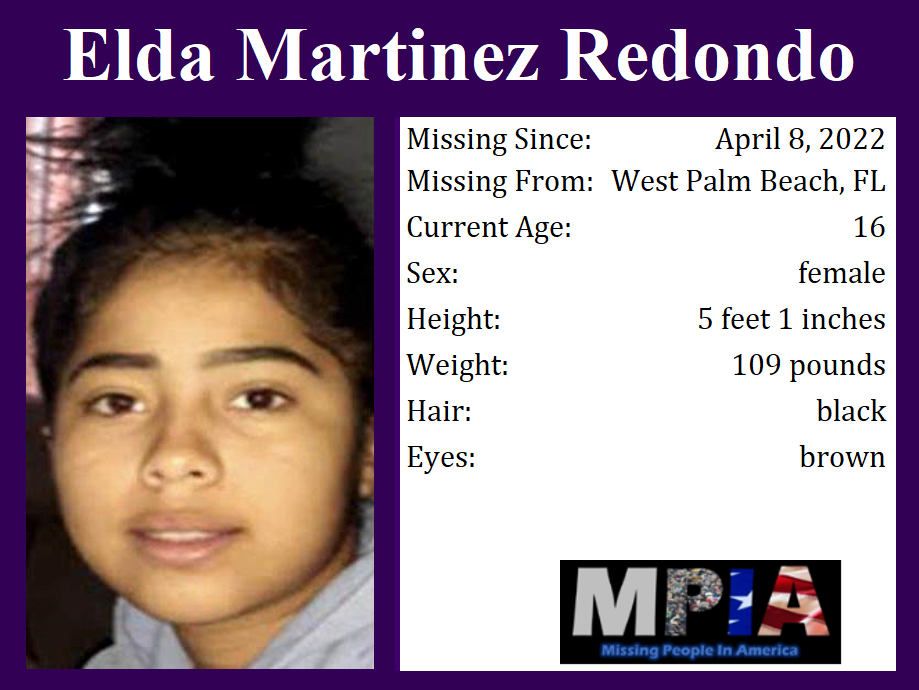 Elda Martinez Redondo
Missing Since: April 8, 2022
Missing From: West Palm Beach, FL
Current Age: 16
Sex: female
Height: 5 feet 1 inches
Weight: 109 pounds
Hair: black
Eyes: brown
MPIA
Missing People In America